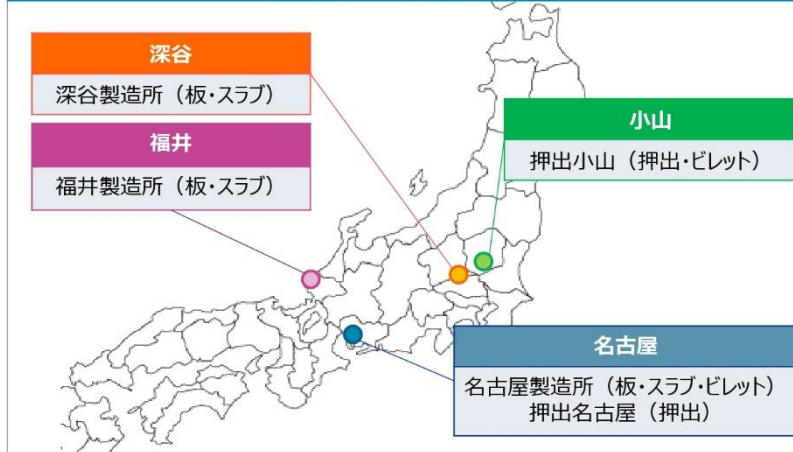 深谷
深谷製造所（板・スラブ）
福井
福井製造所（板・スラブ）
小山
押出小山（押出・ビレット）
名古屋
名古屋製造所（板・スラブ・ビレット）
押出名古屋（押出）